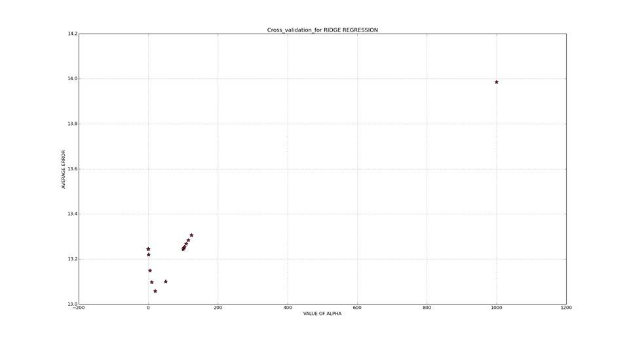 Cross_validation_for RIDGE REGRESSION
14.2
14.0
13.8
13.6
13.4
13.2
13.0
AVERAGE ERROR
-200 0 200 400 600 800 1000 1200
VALUE OF ALPHA